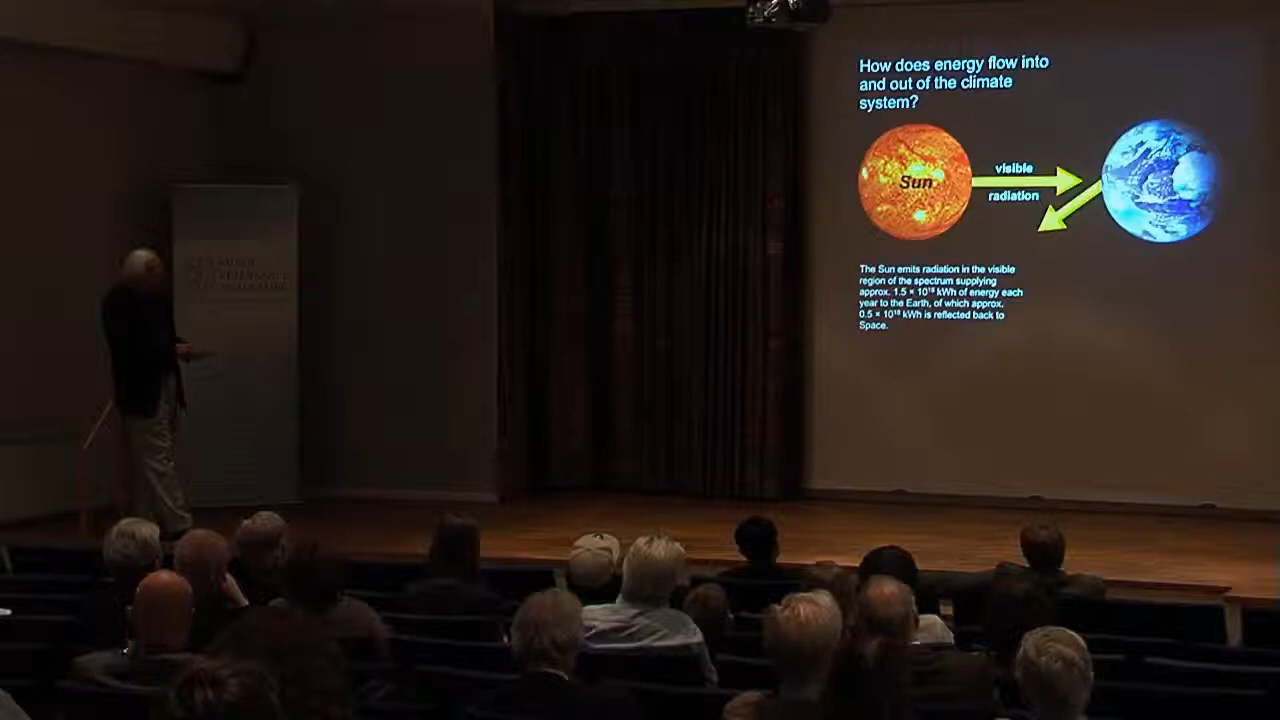 How does energy flow into
and out of the climate
system?
Sun
visible
radiation
The Sun emits radiation in the visible
region of the spectrum supplying
approx. 1.5 × 10¹⁸ kWh of energy each
year to the Earth, of which approx.
0.5 × 10¹⁸ kWh is reflected back to
Space.